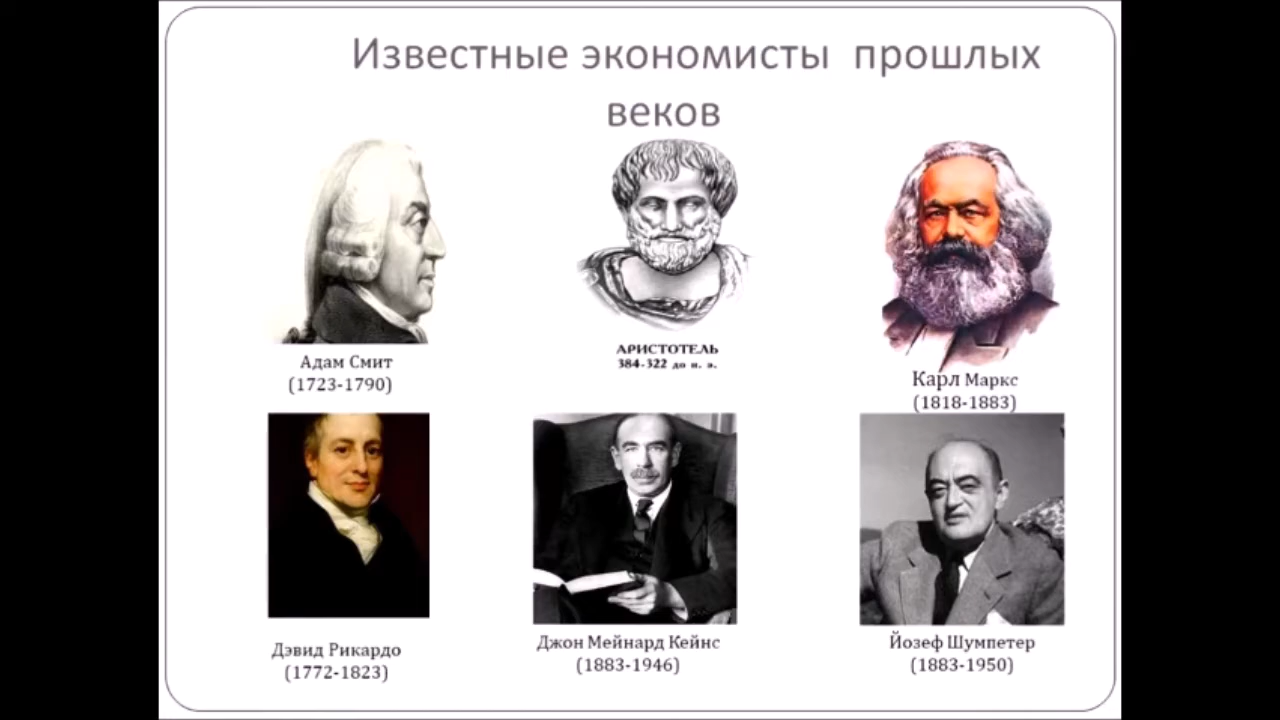 Известные экономисты прошлых
веков
Адам Смит
(1723-1790)
АРИСТОТЕЛЬ
384-322 до н. э.
Карл Маркс
(1818-1883)
Дэвид Рикардо
(1772-1823)
Джон Мейнард Кейнс
(1883-1946)
Йозеф Шумпетер
(1883-1950)